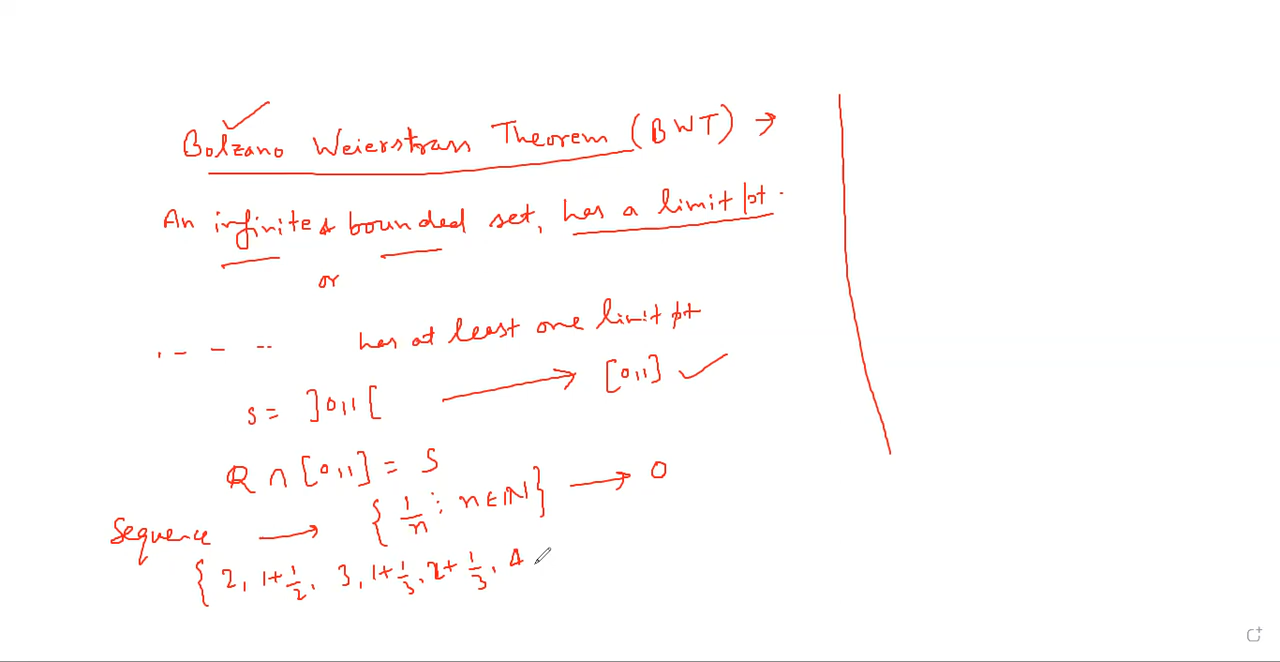 Bolzano Weierstrass Theorem (BWT) →
An infinite & bounded set, has a limit pt.
or
. - - -- has at least one limit pt
S = ]0,1[ → [0,1] ✓
Q ∩ [0,1] = S
Sequence → { 1/n : n ∈ ℕ } → 0
{ 2, 1+1/2, 3, 1+1/3, 2+1/3, 4